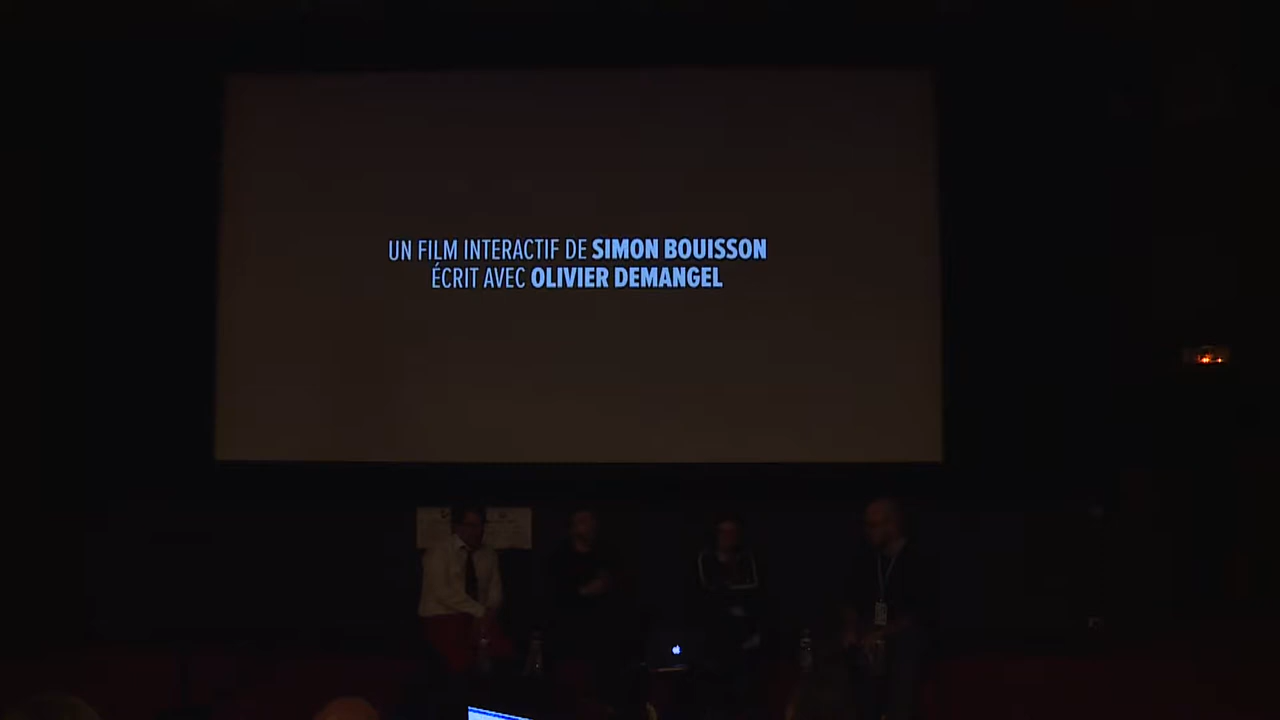 UN FILM INTERACTIF DE SIMON BOUISSON
ÉCRIT AVEC OLIVIER DEMANGEL